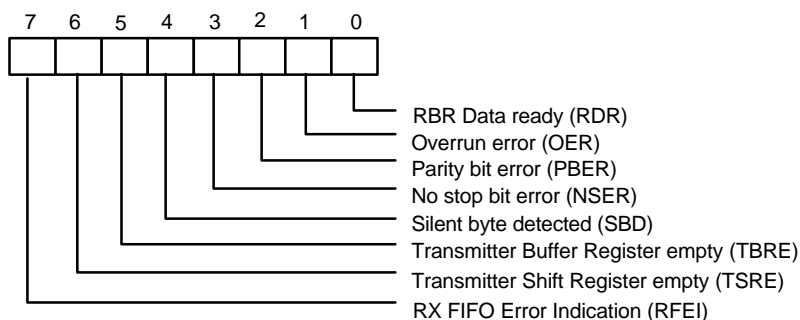 7 6 5 4 3 2 1 0
RBR Data ready (RDR)
Overrun error (OER)
Parity bit error (PBER)
No stop bit error (NSER)
Silent byte detected (SBD)
Transmitter Buffer Register empty (TBRE)
Transmitter Shift Register empty (TSRE)
RX FIFO Error Indication (RFEI)